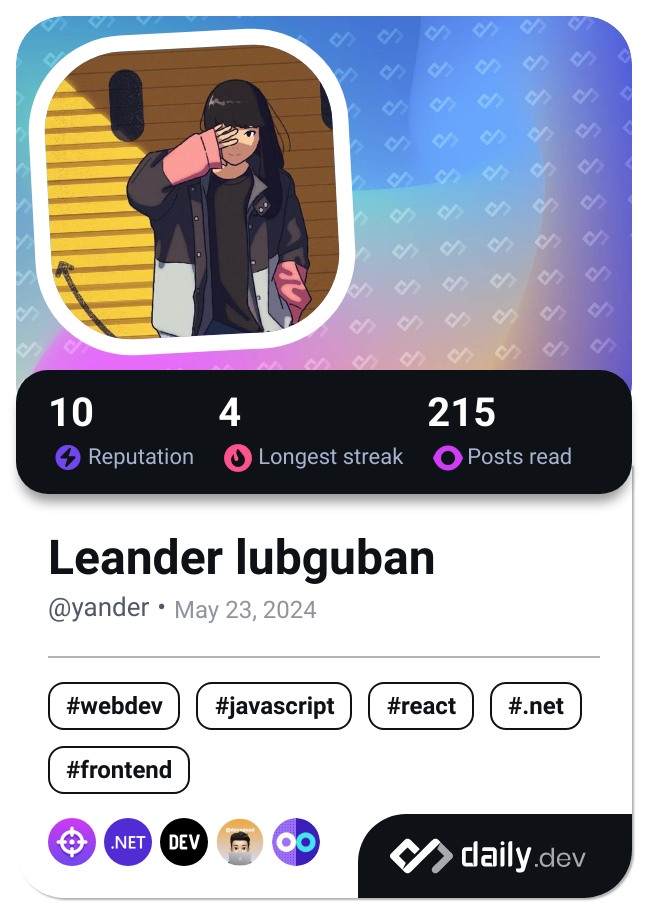 10 4 215
Reputation Longest streak Posts read
Leander lubguban
@yander • May 23, 2024
#webdev #javascript #react #.net
#frontend
.NET DEV
daily.dev